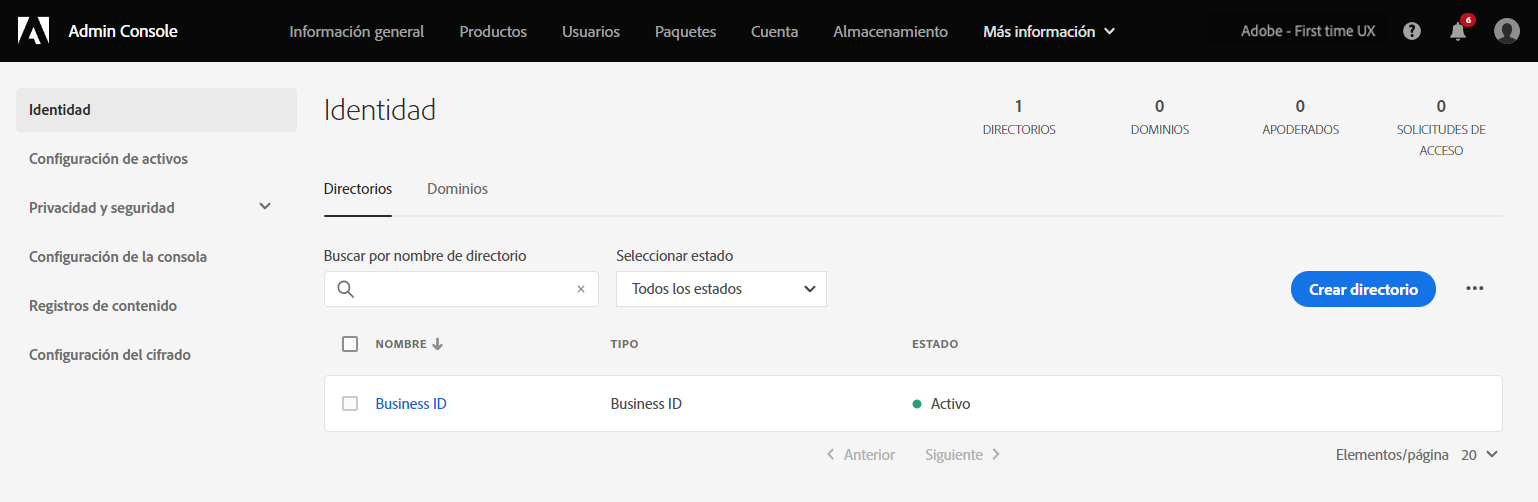 Admin Console
Información general
Productos
Usuarios
Paquetes
Cuenta
Almacenamiento
Más información
Adobe - First time UX
6
Identidad
Configuración de activos
Privacidad y seguridad
Configuración de la consola
Registros de contenido
Configuración del cifrado
Identidad
1
DIRECTORIOS
0
DOMINIOS
0
APODERADOS
0
SOLICITUDES DE
ACCESO
Directorios
Dominios
Buscar por nombre de directorio
Seleccionar estado
Todos los estados
Crear directorio
NOMBRE
TIPO
ESTADO
Business ID
Business ID
Activo
Anterior
Siguiente
Elementos/página
20